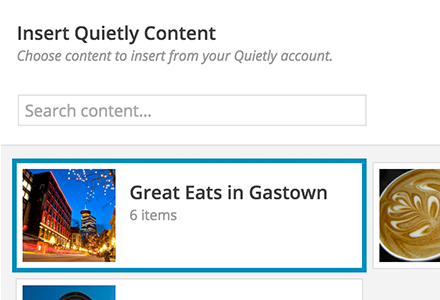 Insert Quietly Content
Choose content to insert from your Quietly account.
Search content...
Great Eats in Gastown
6 items